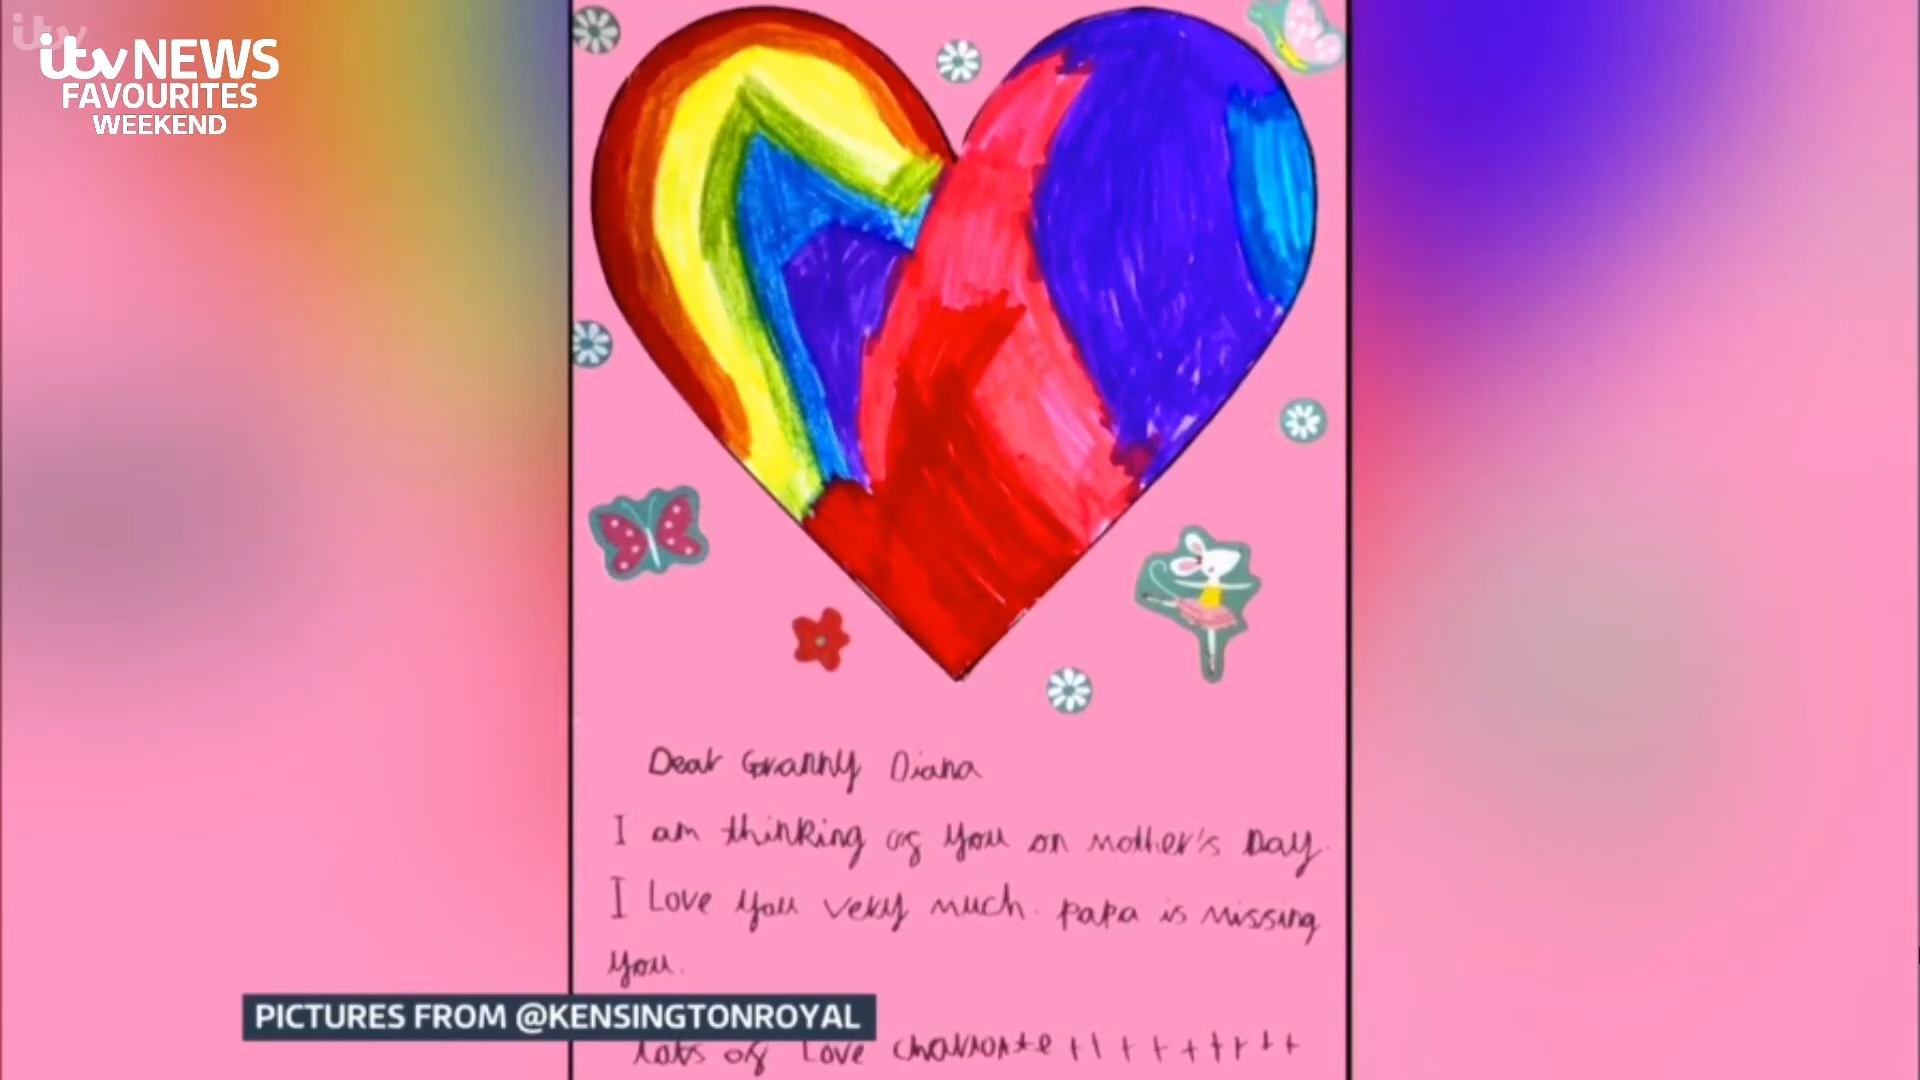 itv
itv NEWS
FAVOURITES
WEEKEND
Dear Granny Diana
I am thinking of you on mother's Day.
I Love you very much. papa is missing
you.
PICTURES FROM @KENSINGTONROYAL
lots of Love charlotte + + + + + + + + +